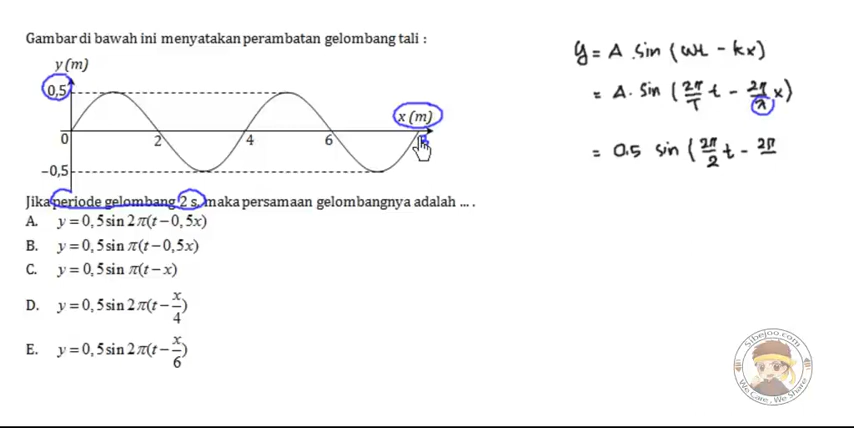 Gambar di bawah ini menyatakan perambatan gelombang tali :
y (m)
0,5
x (m)
0
2
4
6
-0,5
Jika periode gelombang 2 s, maka persamaan gelombangnya adalah ... .
A. y = 0,5 sin 2π(t − 0,5x)
B. y = 0,5 sin π(t − 0,5x)
C. y = 0,5 sin π(t − x)
D. y = 0,5 sin 2π(t − x/4)
E. y = 0,5 sin 2π(t − x/6)
y = A . sin (ωt − kx)
= A . sin (2π/T t − 2π/λ x)
= 0.5 sin (2π/2 t − 2π
Sibejoo.com
We Care, We Share